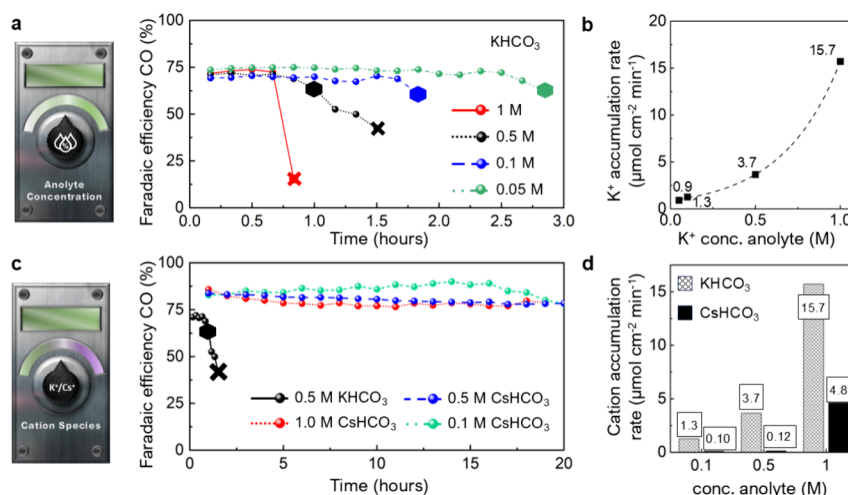 a
Anolyte
Concentration
Faradaic efficiency CO (%)
100
75
50
25
0
KHCO₃
1 M
0.5 M
0.1 M
0.05 M
0.0 0.5 1.0 1.5 2.0 2.5 3.0
Time (hours)
b
K⁺ accumulation rate
(μmol cm⁻² min⁻¹)
20
15
10
5
0
0.9
1.3
3.7
15.7
0.0 0.5 1.0
K⁺ conc. anolyte (M)
c
K⁺/Cs⁺
Cation Species
Faradaic efficiency CO (%)
100
75
50
25
0
0.5 M KHCO₃
1.0 M CsHCO₃
0.5 M CsHCO₃
0.1 M CsHCO₃
0 5 10 15 20
Time (hours)
d
Cation accumulation
rate (μmol cm⁻² min⁻¹)
15
10
5
0
KHCO₃
CsHCO₃
1.3
0.10
3.7
0.12
15.7
4.8
0.1 0.5 1
conc. anolyte (M)